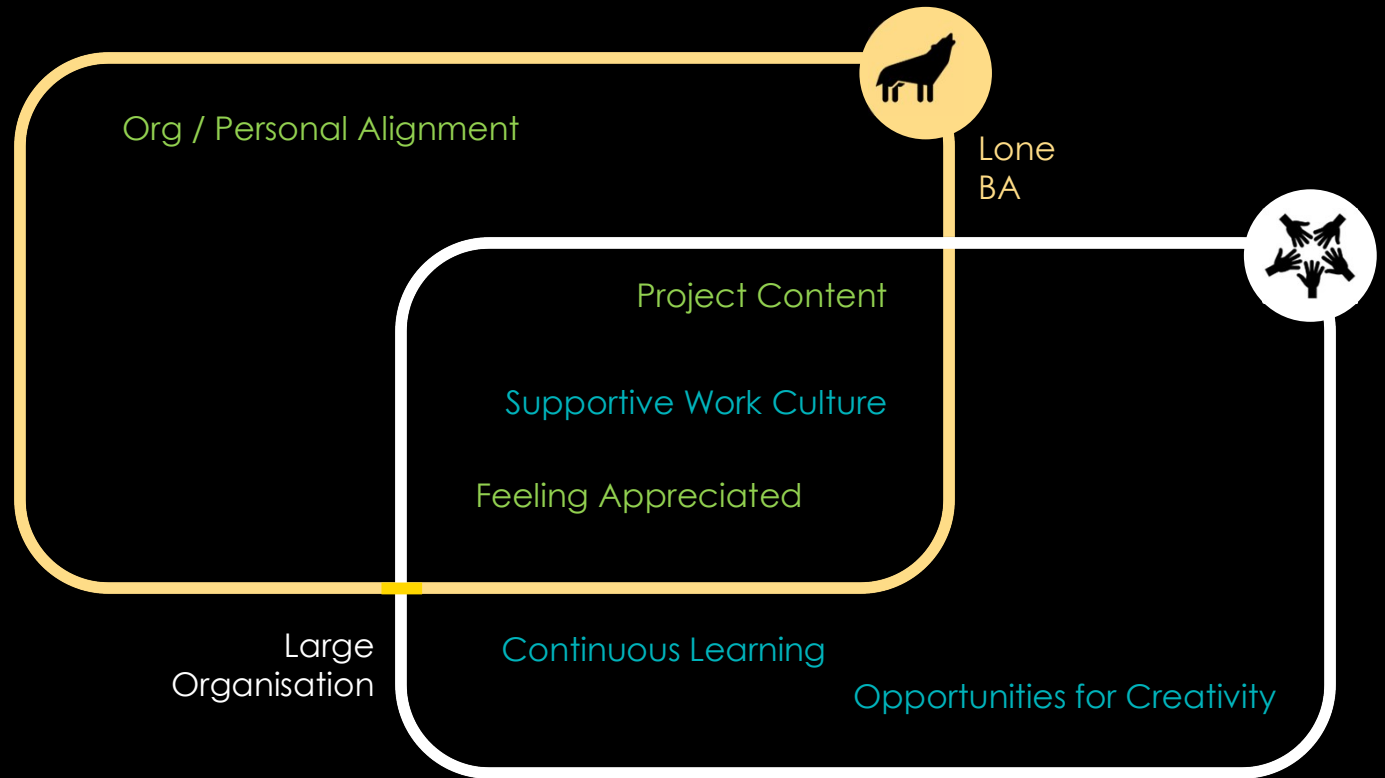 Org / Personal Alignment
Lone
BA
Project Content
Supportive Work Culture
Feeling Appreciated
Large
Organisation
Continuous Learning
Opportunities for Creativity